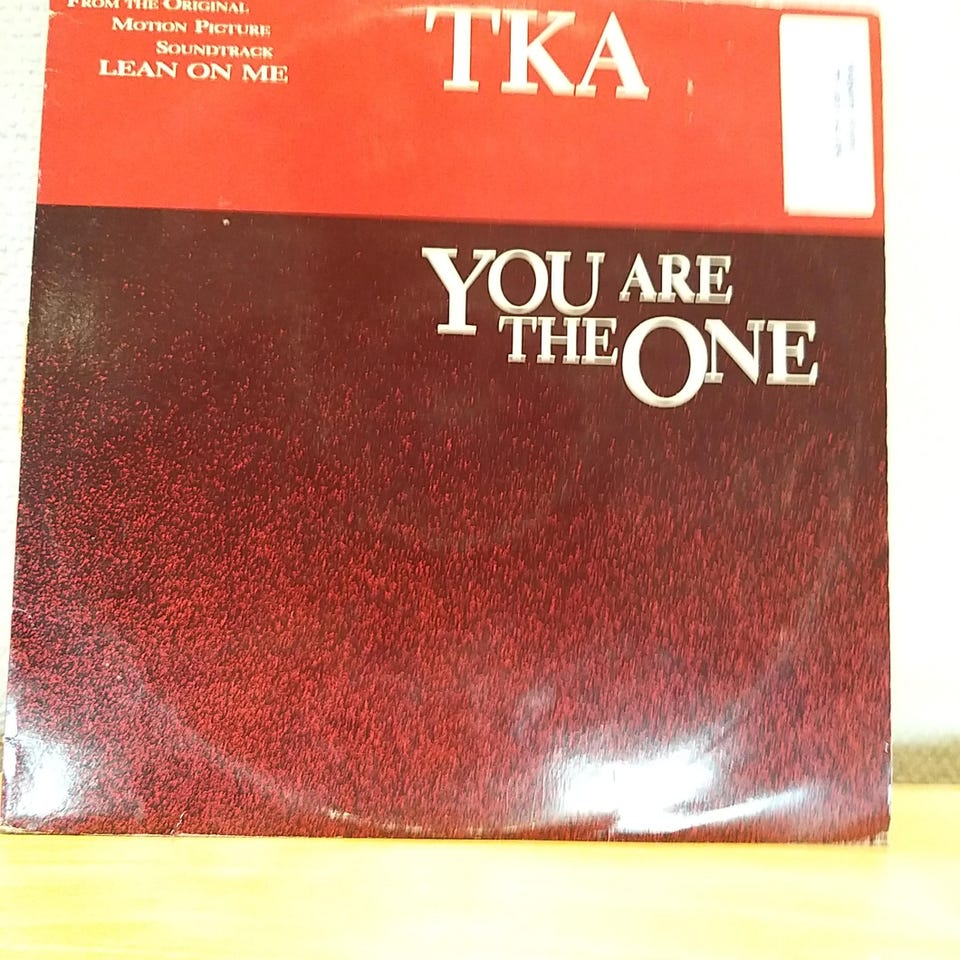 FROM THE ORIGINAL
MOTION PICTURE
SOUNDTRACK
LEAN ON ME
TKA
YOU ARE
THE ONE